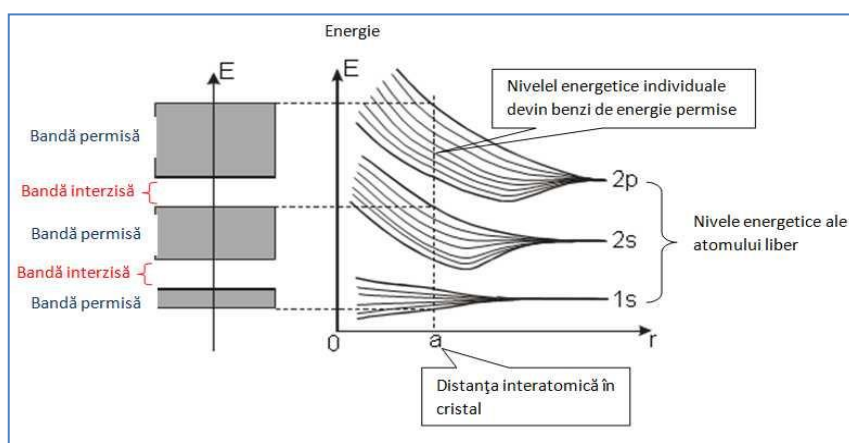 Energie
E
E
Nivelel energetice individuale
devin benzi de energie permise
Bandă permisă
Bandă interzisă
2p
Bandă permisă
2s
Nivele energetice ale
atomului liber
Bandă interzisă
Bandă permisă
1s
0
a
r
Distanţa interatomică în
cristal